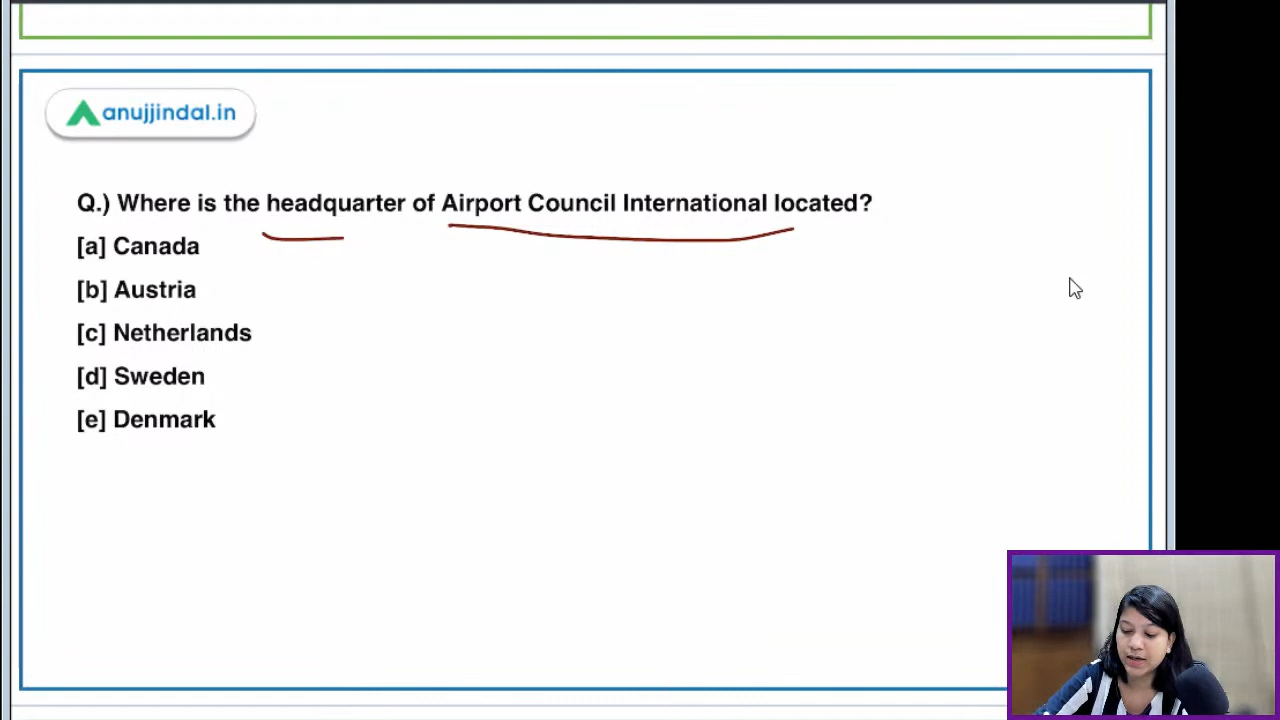 anujjindal.in
Q.) Where is the headquarter of Airport Council International located?
[a] Canada
[b] Austria
[c] Netherlands
[d] Sweden
[e] Denmark